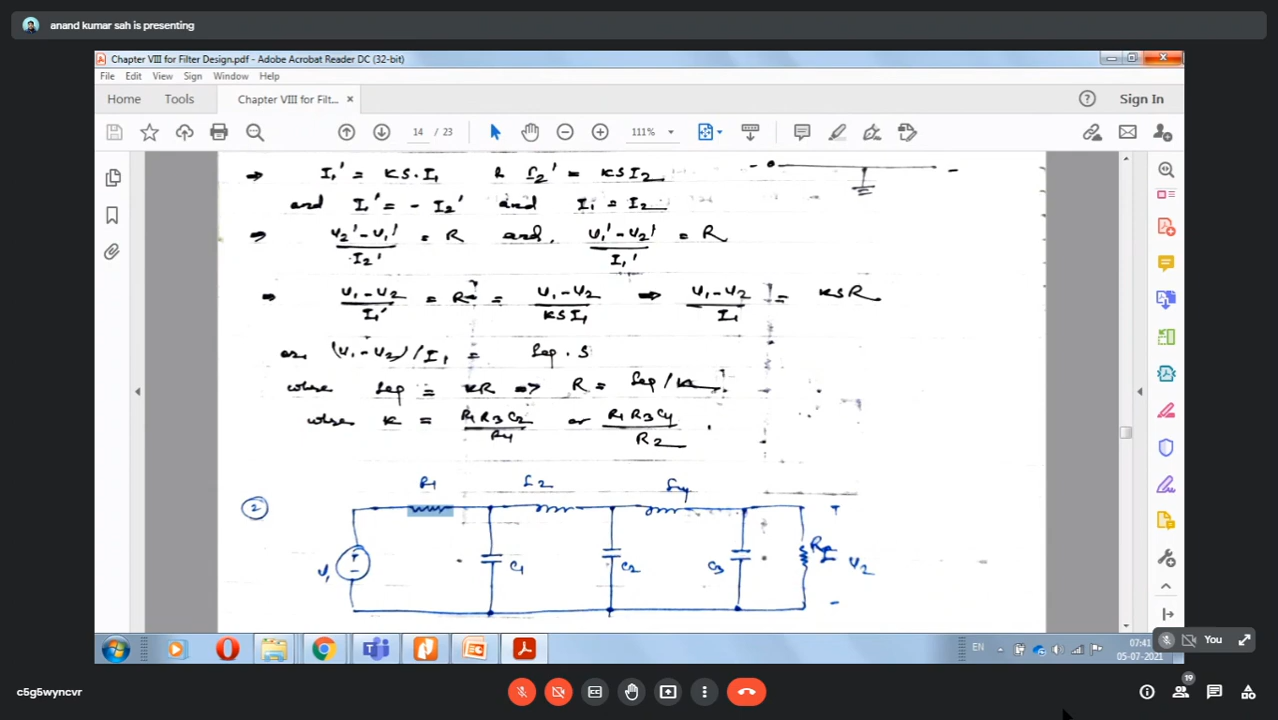 anand kumar sah is presenting
Chapter VIII for Filter Design.pdf - Adobe Acrobat Reader DC (32-bit)
File Edit View Sign Window Help
Home Tools Chapter VIII for Filt... × Sign In
14 / 23 111%
⇒ I1' = KS·I1 & I2' = KSI2
and I1' = - I2' and I1 = I2
⇒ V2'-V1' / I2' = R and, V1'-V2' / I1' = R
⇒ V1-V2 / I1' = R = V1-V2 / KSI1 ⇒ V1-V2 / I1 = KSR
or (V1-V2)/I1 = Leq . S
where Leq = KR ⇒ R = Leq/K
where K = R1R3C2 / R4 or R1R3C4 / R2 .
2
R1 L2 L4
V1 + - C1 C2 C3 V2
EN 07:41
05-07-2021
You
c5g5wyncvr
19